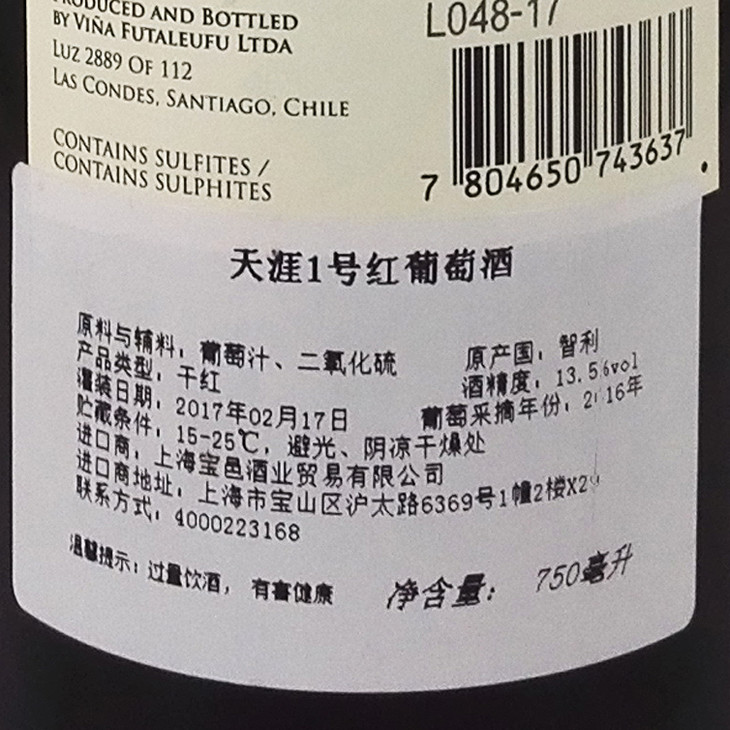 PRODUCED AND BOTTLED
BY VIÑA FUTALEUFU LTDA
LUZ 2889 OF 112
LAS CONDES, SANTIAGO, CHILE
CONTAINS SULFITES /
CONTAINS SULPHITES
L048-17
7 804650 743637
天涯1号红葡萄酒
原料与辅料：葡萄汁、二氧化硫
原产国：智利
产品类型：干红
酒精度：13.5%vol
灌装日期：2017年02月17日
葡萄采摘年份：2016年
贮藏条件：15-25℃，避光、阴凉干燥处
进口商：上海宝邑酒业贸易有限公司
进口商地址：上海市宝山区沪太路6369号1幢2楼
联系方式：4000223168
温馨提示：过量饮酒，有害健康
净含量：750毫升